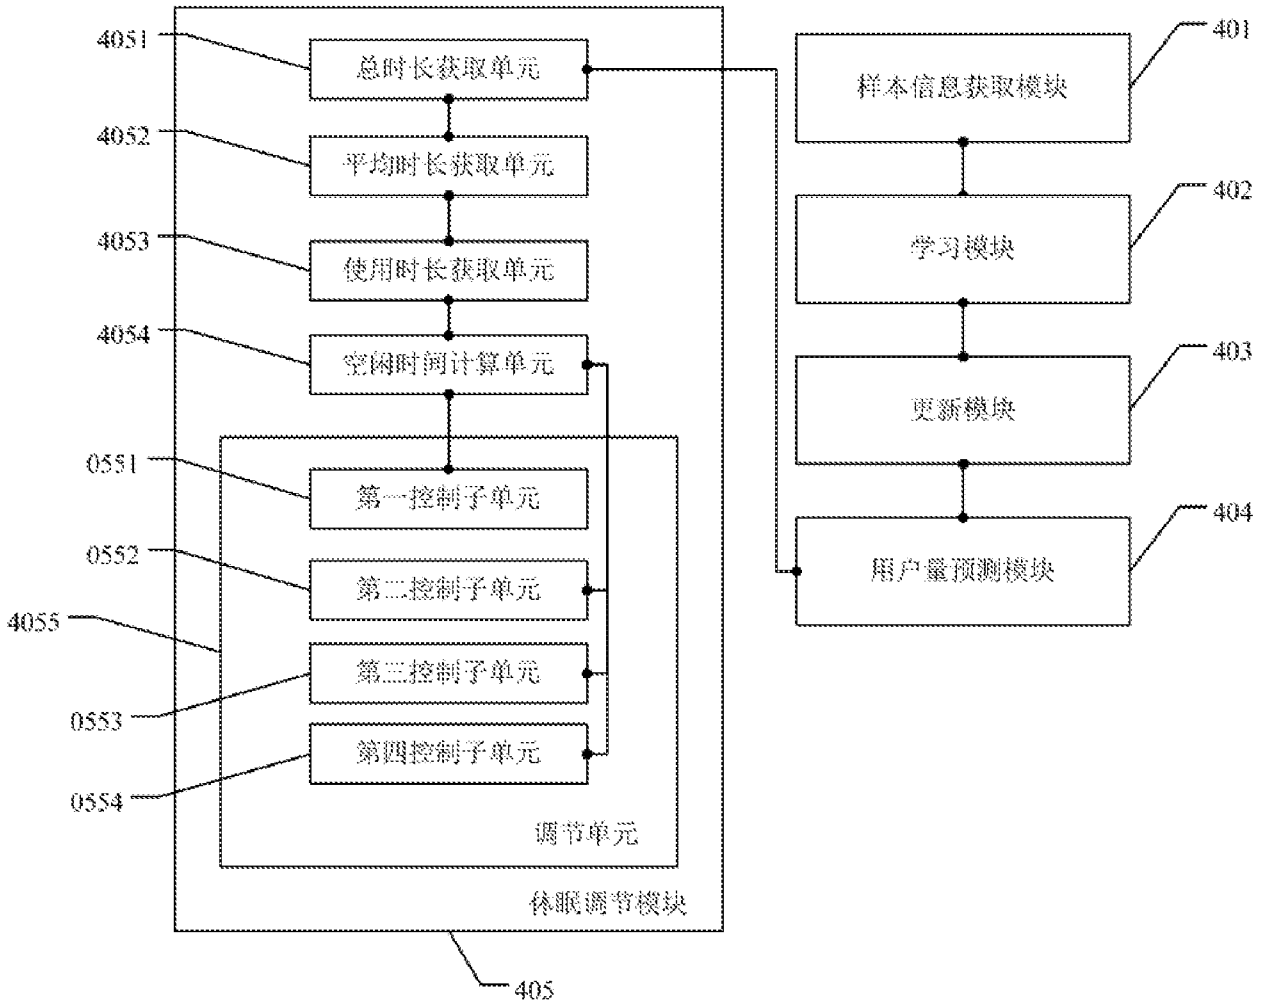 4051
总时长获取单元
4052
平均时长获取单元
4053
使用时长获取单元
4054
空闲时间计算单元
0551
第一控制子单元
0552
第二控制子单元
4055
第三控制子单元
0553
第四控制子单元
0554
调节单元
休眠调节模块
405
401
样本信息获取模块
402
学习模块
403
更新模块
404
用户量预测模块